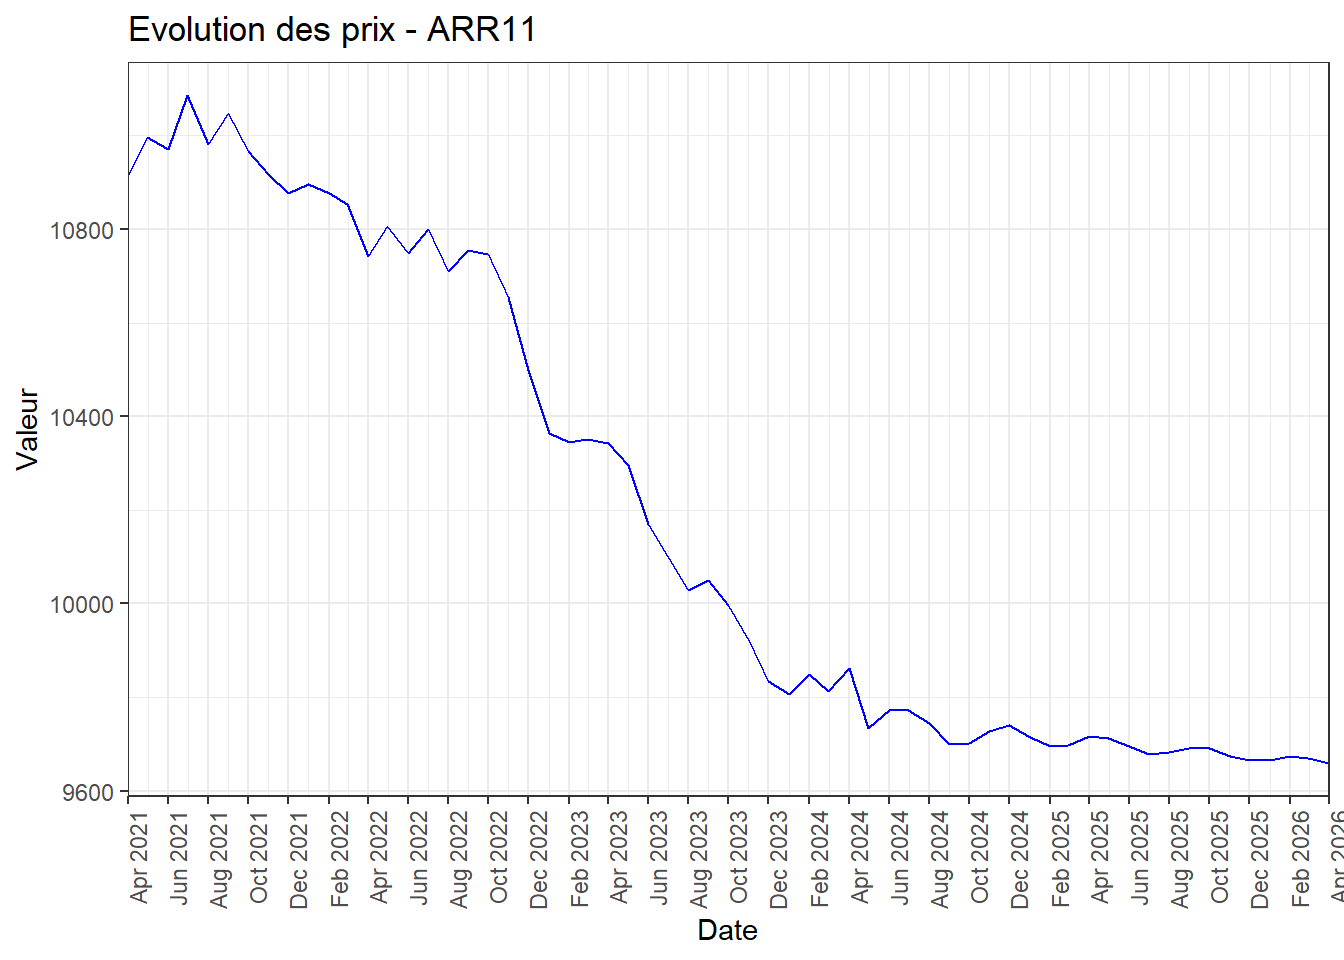 Evolution des prix - ARR11
Valeur
10800
10400
10000
9600
Apr 2021
Jun 2021
Aug 2021
Oct 2021
Dec 2021
Feb 2022
Apr 2022
Jun 2022
Aug 2022
Oct 2022
Dec 2022
Feb 2023
Apr 2023
Jun 2023
Aug 2023
Oct 2023
Dec 2023
Feb 2024
Apr 2024
Jun 2024
Aug 2024
Oct 2024
Dec 2024
Feb 2025
Apr 2025
Jun 2025
Aug 2025
Oct 2025
Dec 2025
Feb 2026
Apr 2026
Date